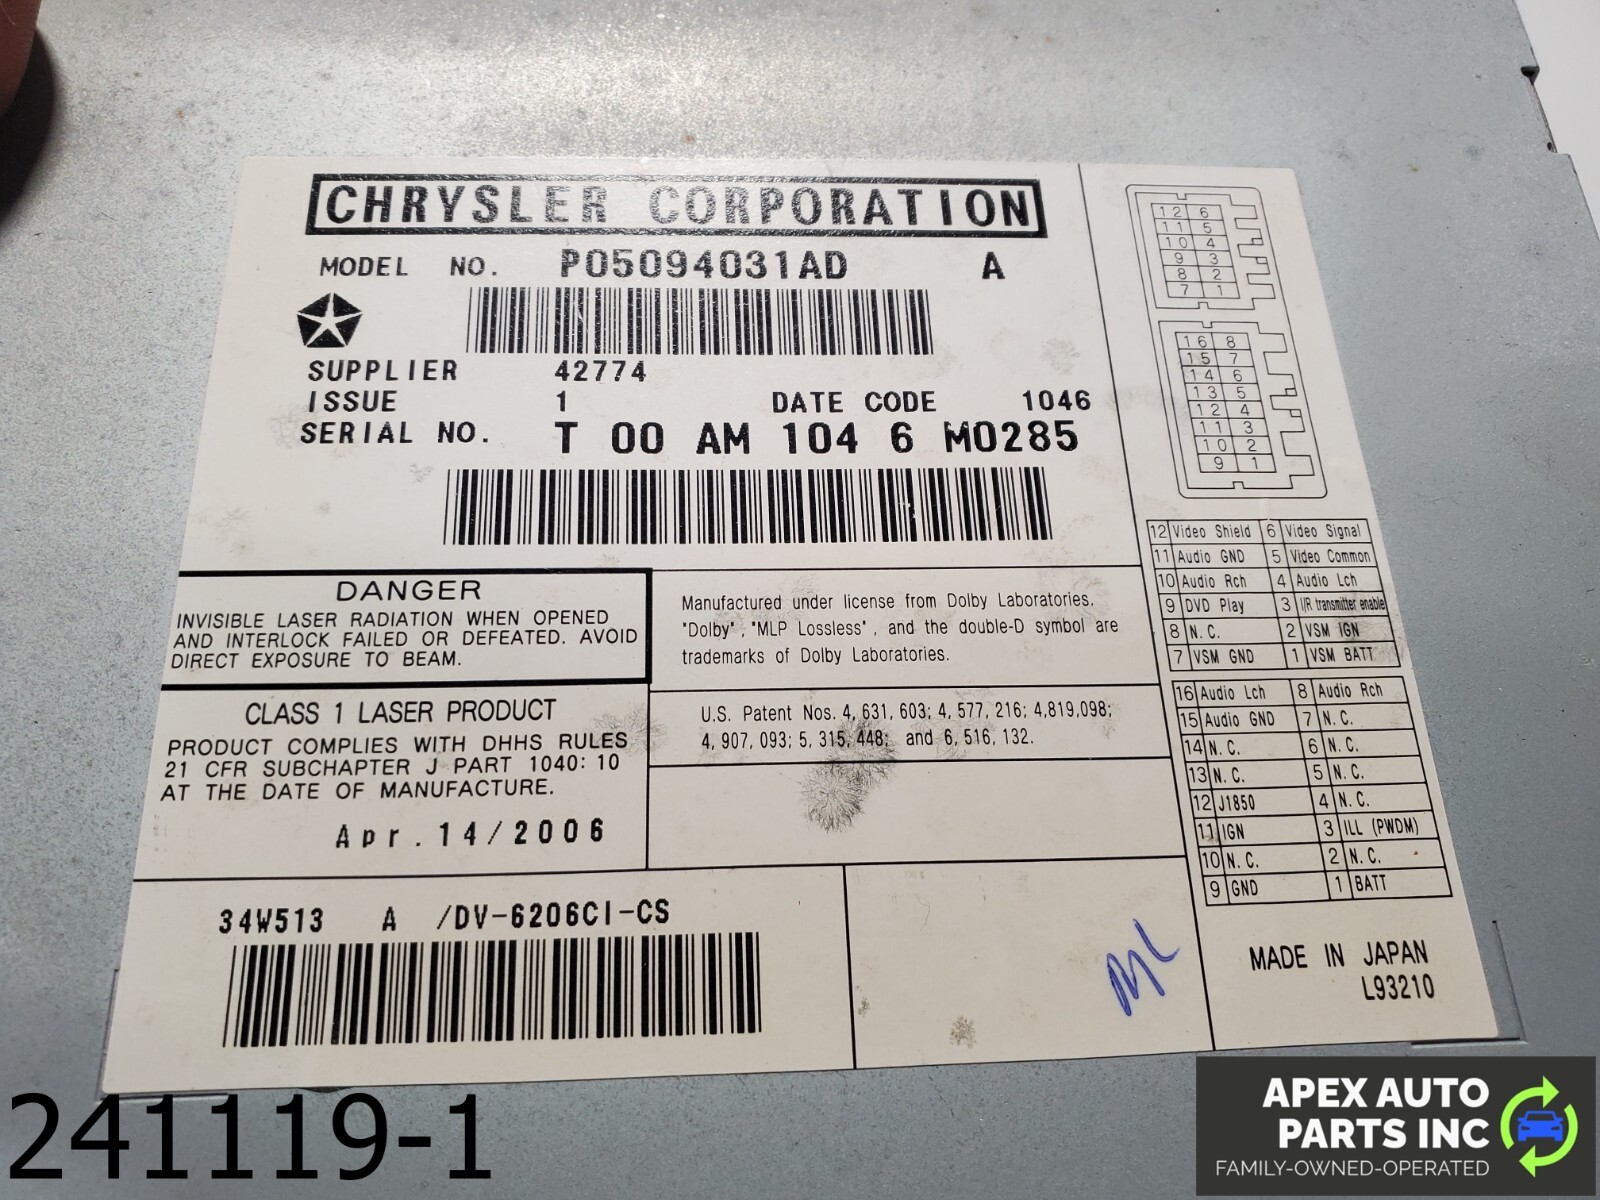 CHRYSLER CORPORATION
MODEL NO. P05094031AD A
SUPPLIER 42774
ISSUE 1 DATE CODE 1046
SERIAL NO. T 00 AM 104 6 M0285
DANGER
INVISIBLE LASER RADIATION WHEN OPENED
AND INTERLOCK FAILED OR DEFEATED. AVOID
DIRECT EXPOSURE TO BEAM.
CLASS 1 LASER PRODUCT
PRODUCT COMPLIES WITH DHHS RULES
21 CFR SUBCHAPTER J PART 1040: 10
AT THE DATE OF MANUFACTURE.
Apr. 14/2006
Manufactured under license from Dolby Laboratories.
"Dolby", "MLP Lossless", and the double-D symbol are
trademarks of Dolby Laboratories.
U.S. Patent Nos. 4, 631, 603; 4, 577, 216; 4,819,098;
4, 907, 093; 5, 315, 448; and 6, 516, 132.
34W513 A /DV-6206CI-CS
12 6
11 5
10 4
9 3
8 2
7 1
16 8
15 7
14 6
13 5
12 4
11 3
10 2
9 1
12 Video Shield 6 Video Signal
11 Audio GND 5 Video Common
10 Audio Rch 4 Audio Lch
9 DVD Play 3 I/R transmitter enable
8 N. C. 2 VSM IGN
7 VSM GND 1 VSM BATT
16 Audio Lch 8 Audio Rch
15 Audio GND 7 N. C.
14 N. C. 6 N. C.
13 N. C. 5 N. C.
12 J1850 4 N. C.
11 IGN 3 ILL (PWDM)
10 N. C. 2 N. C.
9 GND 1 BATT
MADE IN JAPAN
L93210
241119-1
APEX AUTO
PARTS INC
FAMILY-OWNED-OPERATED